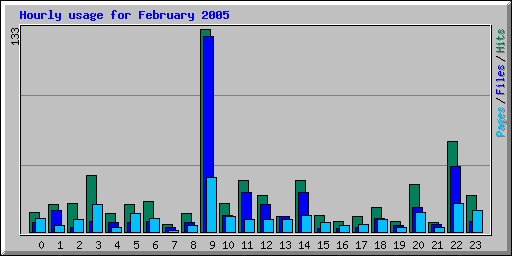 Hourly usage for February 2005
133
Pages / Files / Hits
0 1 2 3 4 5 6 7 8 9 10 11 12 13 14 15 16 17 18 19 20 21 22 23